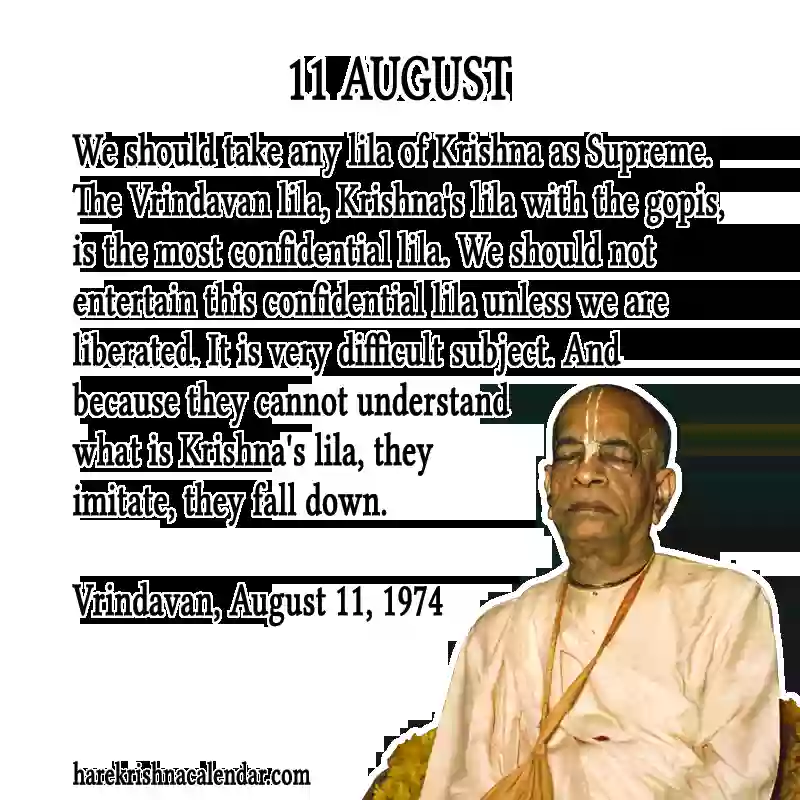 11 AUGUST
We should take any lila of Krishna as Supreme.
The Vrindavan lila, Krishna's lila with the gopis,
is the most confidential lila. We should not
entertain this confidential lila unless we are
liberated. It is very difficult subject. And
because they cannot understand
what is Krishna's lila, they
imitate, they fall down.
Vrindavan, August 11, 1974
harekrishnacalendar.com